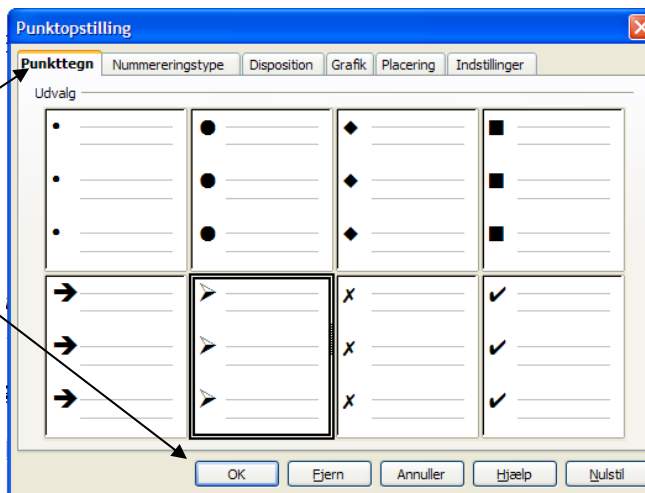 Punktopstilling
Punkttegn Nummereringstype Disposition Grafik Placering Indstillinger
Udvalg
OK Fjern Annuller Hjælp Nulstil